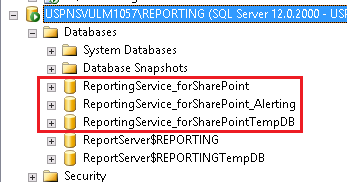 USPNSVULM1057\REPORTING (SQL Server 12.0.2000 - USP
Databases
System Databases
Database Snapshots
ReportingService_forSharePoint
ReportingService_forSharePoint_Alerting
ReportingService_forSharePointTempDB
ReportServer$REPORTING
ReportServer$REPORTINGTempDB
Security